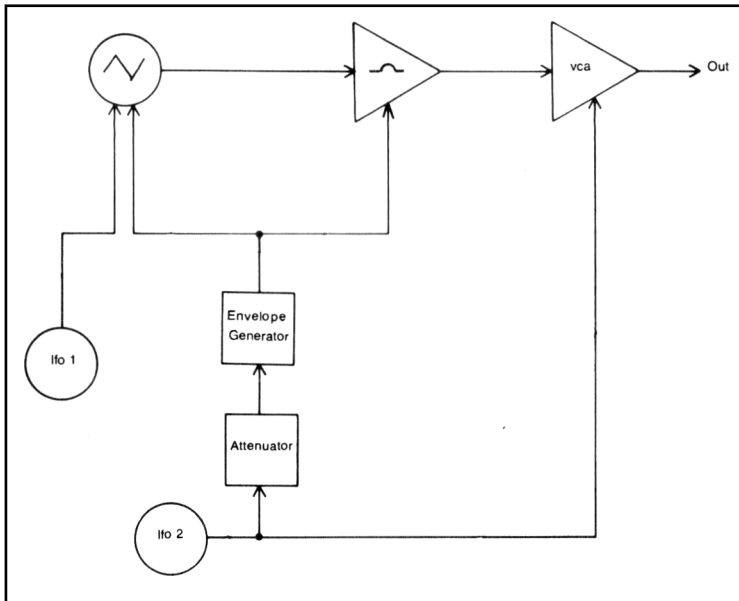 vca
Out
lfo 1
Envelope
Generator
Attenuator
lfo 2